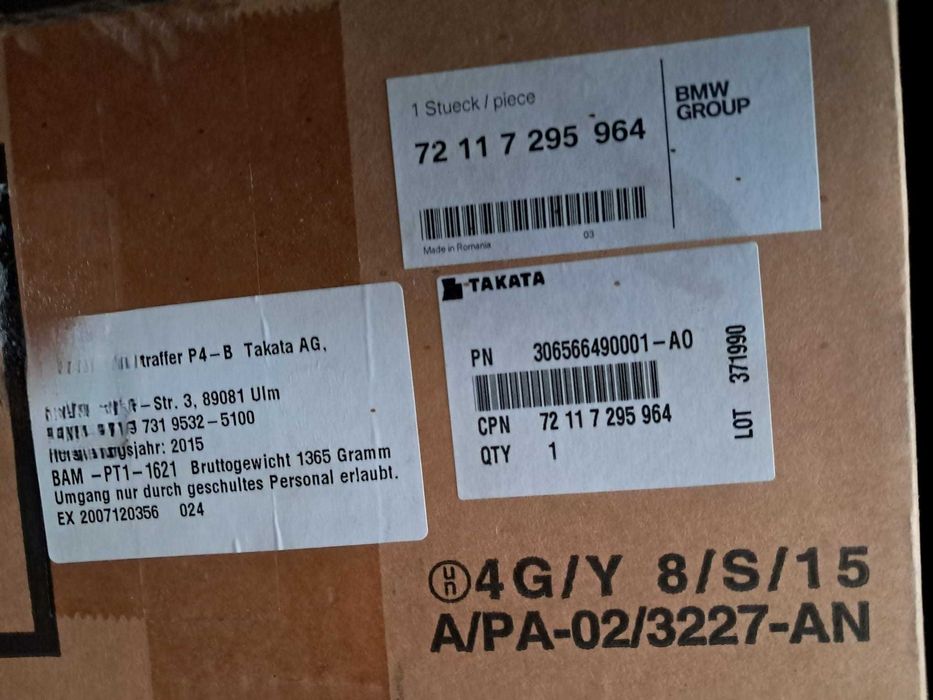 1 Stueck / piece
BMW
GROUP
72 11 7 295 964
Made in Romania
03
TAKATA
PN 306566490001-A0
CPN 72 11 7 295 964
QTY 1
LOT 371990
traffer P4-B Takata AG,
-Str. 3, 89081 Ulm
731 9532-5100
2015
BAM -PT1-1621 Bruttogewicht 1365 Gramm
Umgang nur durch geschultes Personal erlaubt.
EX 2007120356 024
un 4G/Y 8/S/15
A/PA-02/3227-AN